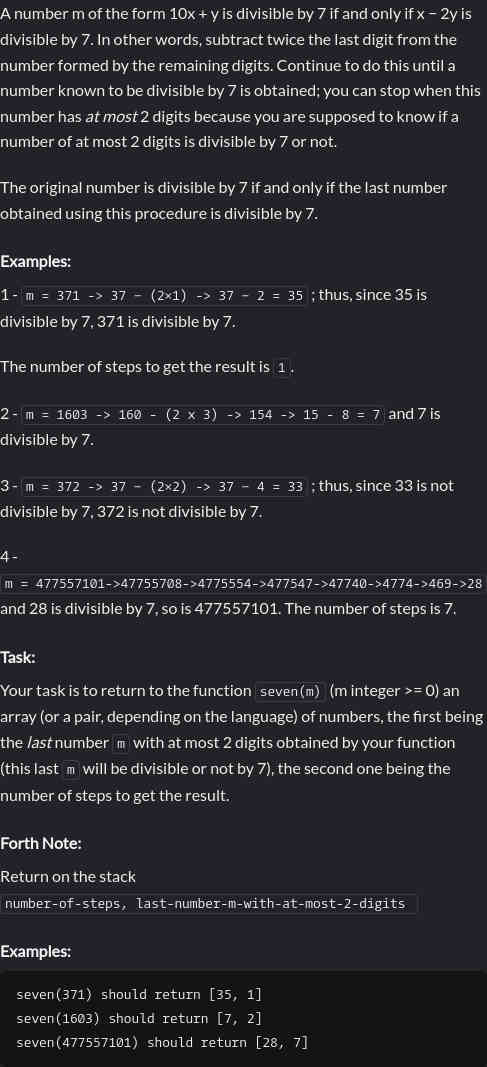 A number m of the form 10x + y is divisible by 7 if and only if x − 2y is
divisible by 7. In other words, subtract twice the last digit from the
number formed by the remaining digits. Continue to do this until a
number known to be divisible by 7 is obtained; you can stop when this
number has at most 2 digits because you are supposed to know if a
number of at most 2 digits is divisible by 7 or not.
The original number is divisible by 7 if and only if the last number
obtained using this procedure is divisible by 7.
Examples:
1 - m = 371 -> 37 − (2×1) -> 37 − 2 = 35 ; thus, since 35 is
divisible by 7, 371 is divisible by 7.
The number of steps to get the result is 1 .
2 - m = 1603 -> 160 - (2 x 3) -> 154 -> 15 - 8 = 7 and 7 is
divisible by 7.
3 - m = 372 -> 37 − (2×2) -> 37 − 4 = 33 ; thus, since 33 is not
divisible by 7, 372 is not divisible by 7.
4 -
m = 477557101->47755708->4775554->477547->47740->4774->469->28
and 28 is divisible by 7, so is 477557101. The number of steps is 7.
Task:
Your task is to return to the function seven(m) (m integer >= 0) an
array (or a pair, depending on the language) of numbers, the first being
the last number m with at most 2 digits obtained by your function
(this last m will be divisible or not by 7), the second one being the
number of steps to get the result.
Forth Note:
Return on the stack
number-of-steps, last-number-m-with-at-most-2-digits
Examples:
seven(371) should return [35, 1]
seven(1603) should return [7, 2]
seven(477557101) should return [28, 7]